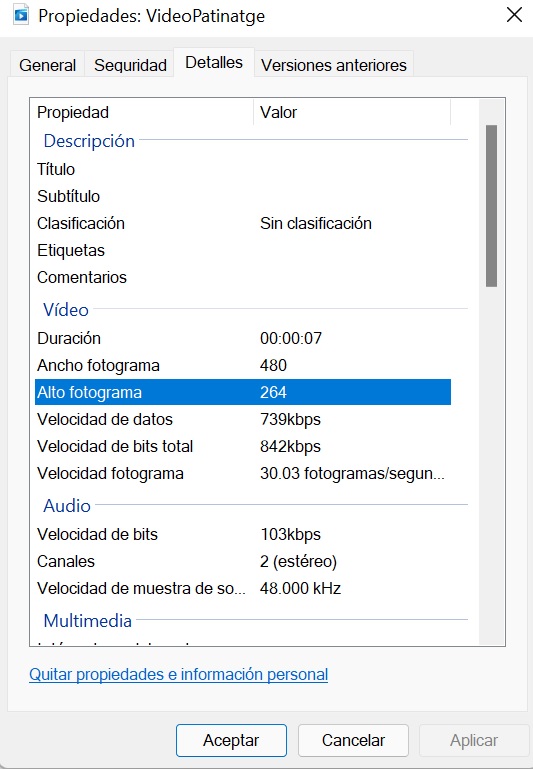 Propiedades: VideoPatinatge
General Seguridad Detalles Versiones anteriores
Propiedad Valor
Descripción
Título
Subtítulo
Clasificación Sin clasificación
Etiquetas
Comentarios
Vídeo
Duración 00:00:07
Ancho fotograma 480
Alto fotograma 264
Velocidad de datos 739kbps
Velocidad de bits total 842kbps
Velocidad fotograma 30.03 fotogramas/segun...
Audio
Velocidad de bits 103kbps
Canales 2 (estéreo)
Velocidad de muestra de so... 48.000 kHz
Multimedia
Quitar propiedades e información personal
Aceptar Cancelar Aplicar